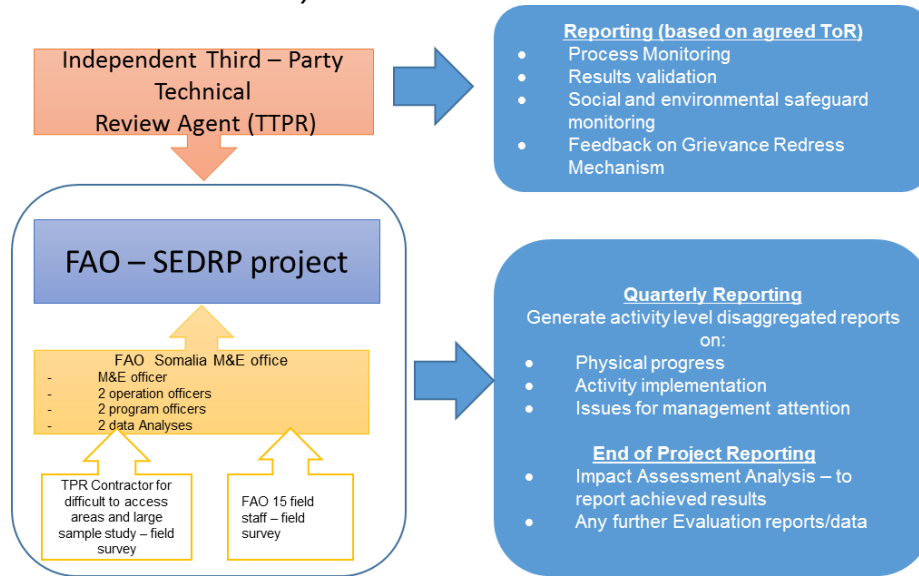 Independent Third – Party
Technical
Review Agent (TTPR)
Reporting (based on agreed ToR)
• Process Monitoring
• Results validation
• Social and environmental safeguard
monitoring
• Feedback on Grievance Redress
Mechanism
FAO – SEDRP project
FAO Somalia M&E office
- M&E officer
- 2 operation officers
- 2 program officers
- 2 data Analyses
TPR Contractor for
difficult to access
areas and large
sample study – field
survey
FAO 15 field
staff – field
survey
Quarterly Reporting
Generate activity level disaggregated reports
on:
• Physical progress
• Activity implementation
• Issues for management attention
End of Project Reporting
• Impact Assessment Analysis – to
report achieved results
• Any further Evaluation reports/data